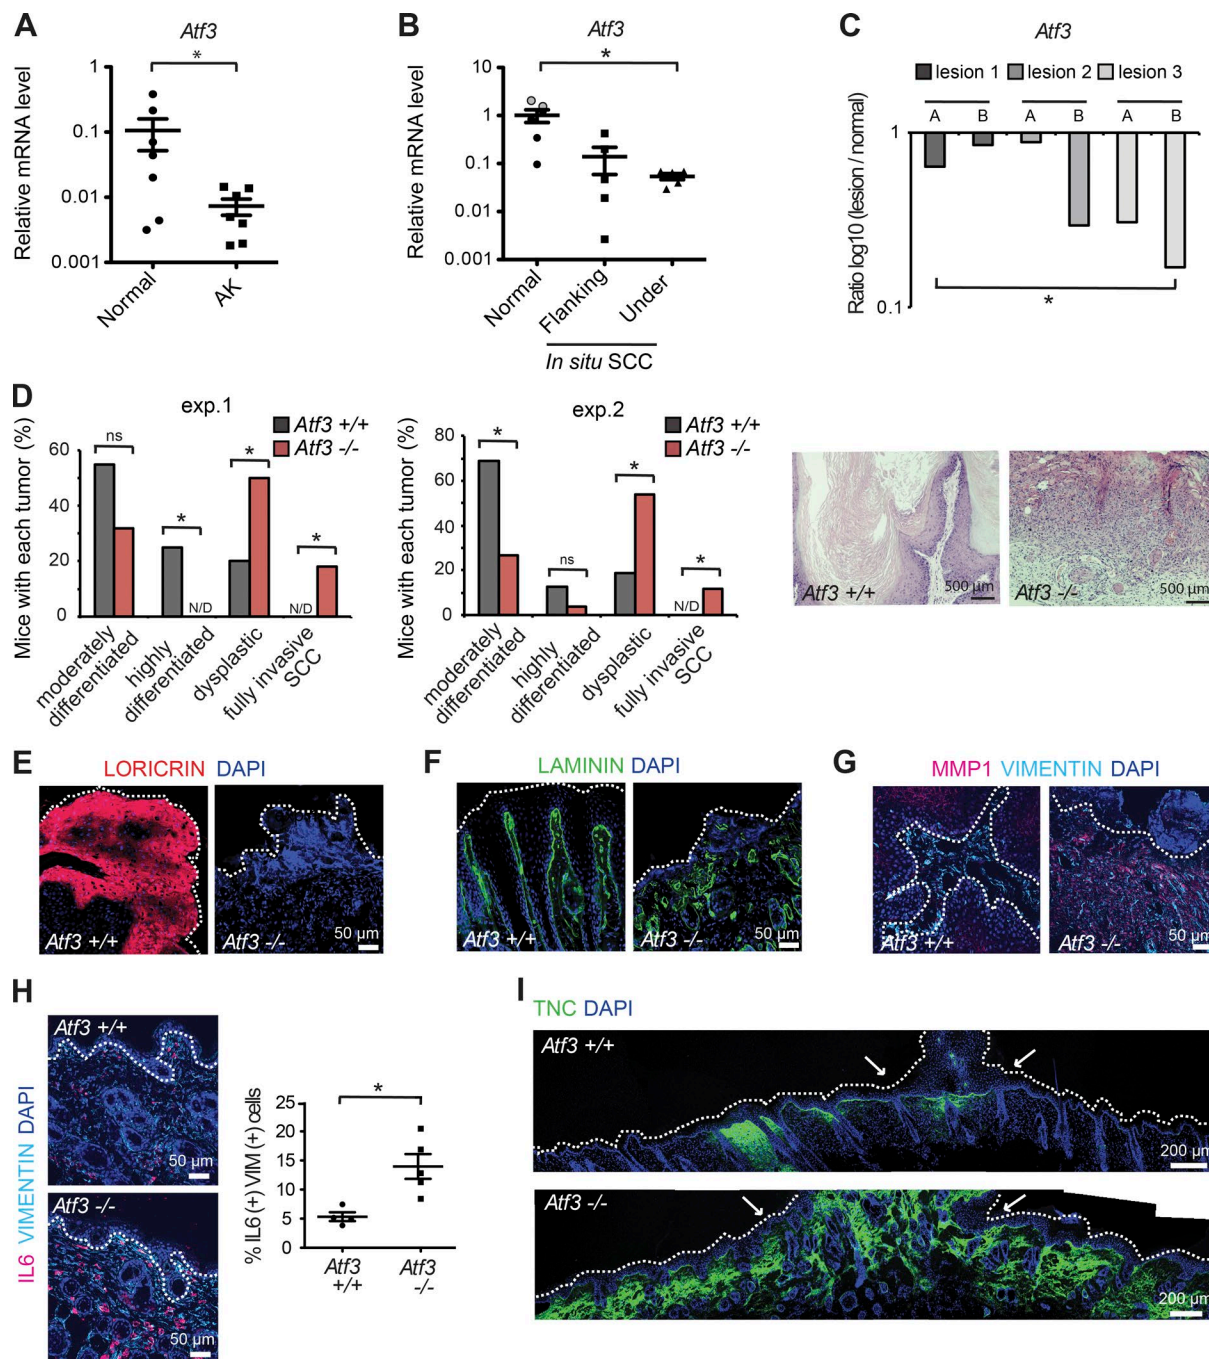 A
Atf3
*
Relative mRNA level
1
0.1
0.01
0.001
Normal
AK
B
Atf3
*
Relative mRNA level
10
1
0.1
0.01
0.001
Normal
Flanking
Under
In situ SCC
C
Atf3
lesion 1
lesion 2
lesion 3
A
B
A
B
A
B
Ratio log10 (lesion / normal)
1
0.1
*
D
exp.1
Atf3 +/+
Atf3 -/-
Mice with each tumor (%)
60
40
20
0
ns
*
*
*
N/D
N/D
moderately
differentiated
highly
differentiated
dysplastic
fully invasive
SCC
exp.2
Atf3 +/+
Atf3 -/-
Mice with each tumor (%)
80
60
40
20
0
*
ns
*
*
N/D
moderately
differentiated
highly
differentiated
dysplastic
fully invasive
SCC
Atf3 +/+
500 µm
Atf3 -/-
500 µm
E
LORICRIN DAPI
Atf3 +/+
Atf3 -/-
50 µm
F
LAMININ DAPI
Atf3 +/+
Atf3 -/-
50 µm
G
MMP1 VIMENTIN DAPI
Atf3 +/+
Atf3 -/-
50 µm
H
IL6 VIMENTIN DAPI
Atf3 +/+
50 µm
Atf3 -/-
50 µm
% IL6 (+) VIM (+) cells
25
20
15
10
5
0
*
Atf3
+/+
Atf3
-/-
I
TNC DAPI
Atf3 +/+
200 µm
Atf3 -/-
200 µm